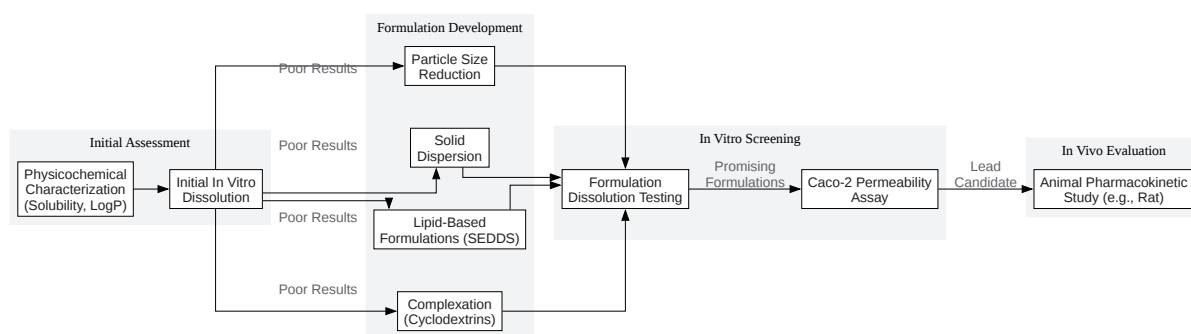 Formulation Development
Poor Results
Particle Size
Reduction
Initial Assessment
Physicochemical
Characterization
(Solubility, LogP)
Initial In Vitro
Dissolution
Poor Results
Solid
Dispersion
Poor Results
Lipid-Based
Formulations (SEDDS)
Poor Results
Complexation
(Cyclodextrins)
In Vitro Screening
Formulation
Dissolution Testing
Promising
Formulations
Caco-2 Permeability
Assay
Lead
Candidate
In Vivo Evaluation
Animal Pharmacokinetic
Study (e.g., Rat)